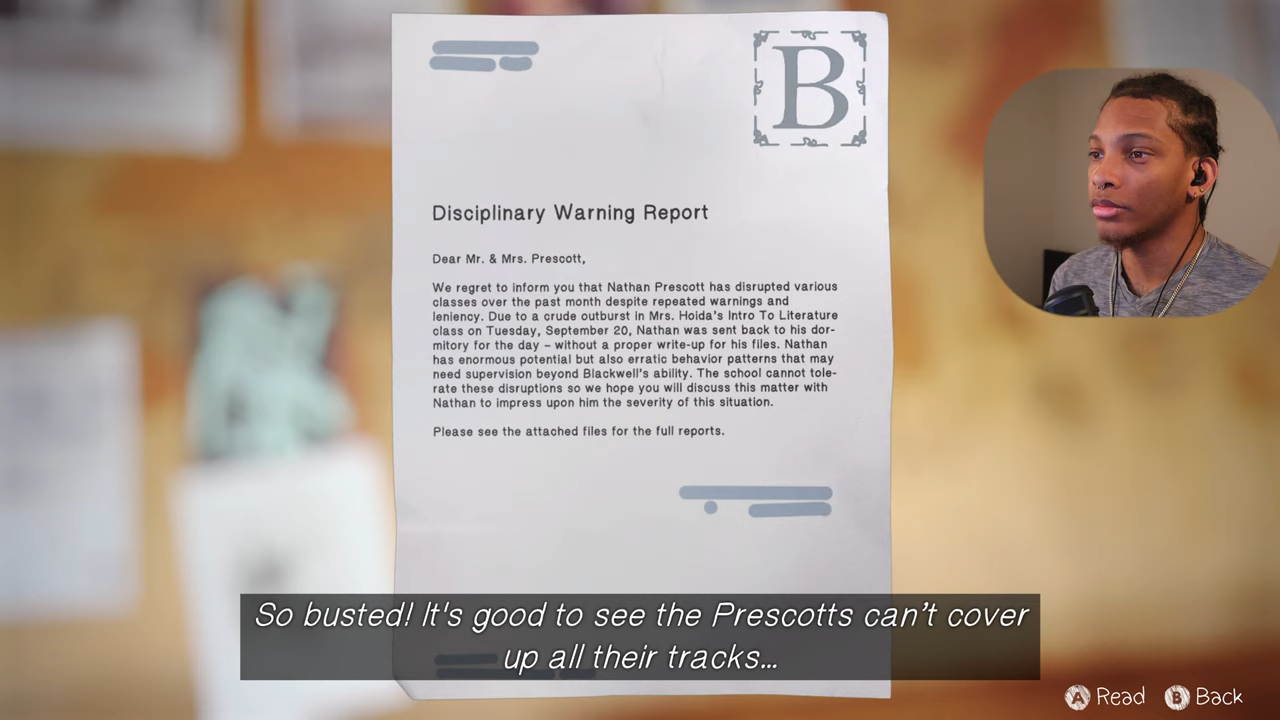 B
Disciplinary Warning Report
Dear Mr. & Mrs. Prescott,
We regret to inform you that Nathan Prescott has disrupted various
classes over the past month despite repeated warnings and
leniency. Due to a crude outburst in Mrs. Hoida's Intro To Literature
class on Tuesday, September 20, Nathan was sent back to his dor-
mitory for the day – without a proper write-up for his files. Nathan
has enormous potential but also erratic behavior patterns that may
need supervision beyond Blackwell's ability. The school cannot tole-
rate these disruptions so we hope you will discuss this matter with
Nathan to impress upon him the severity of this situation.
Please see the attached files for the full reports.
So busted! It's good to see the Prescotts can't cover
up all their tracks...
A Read B Back